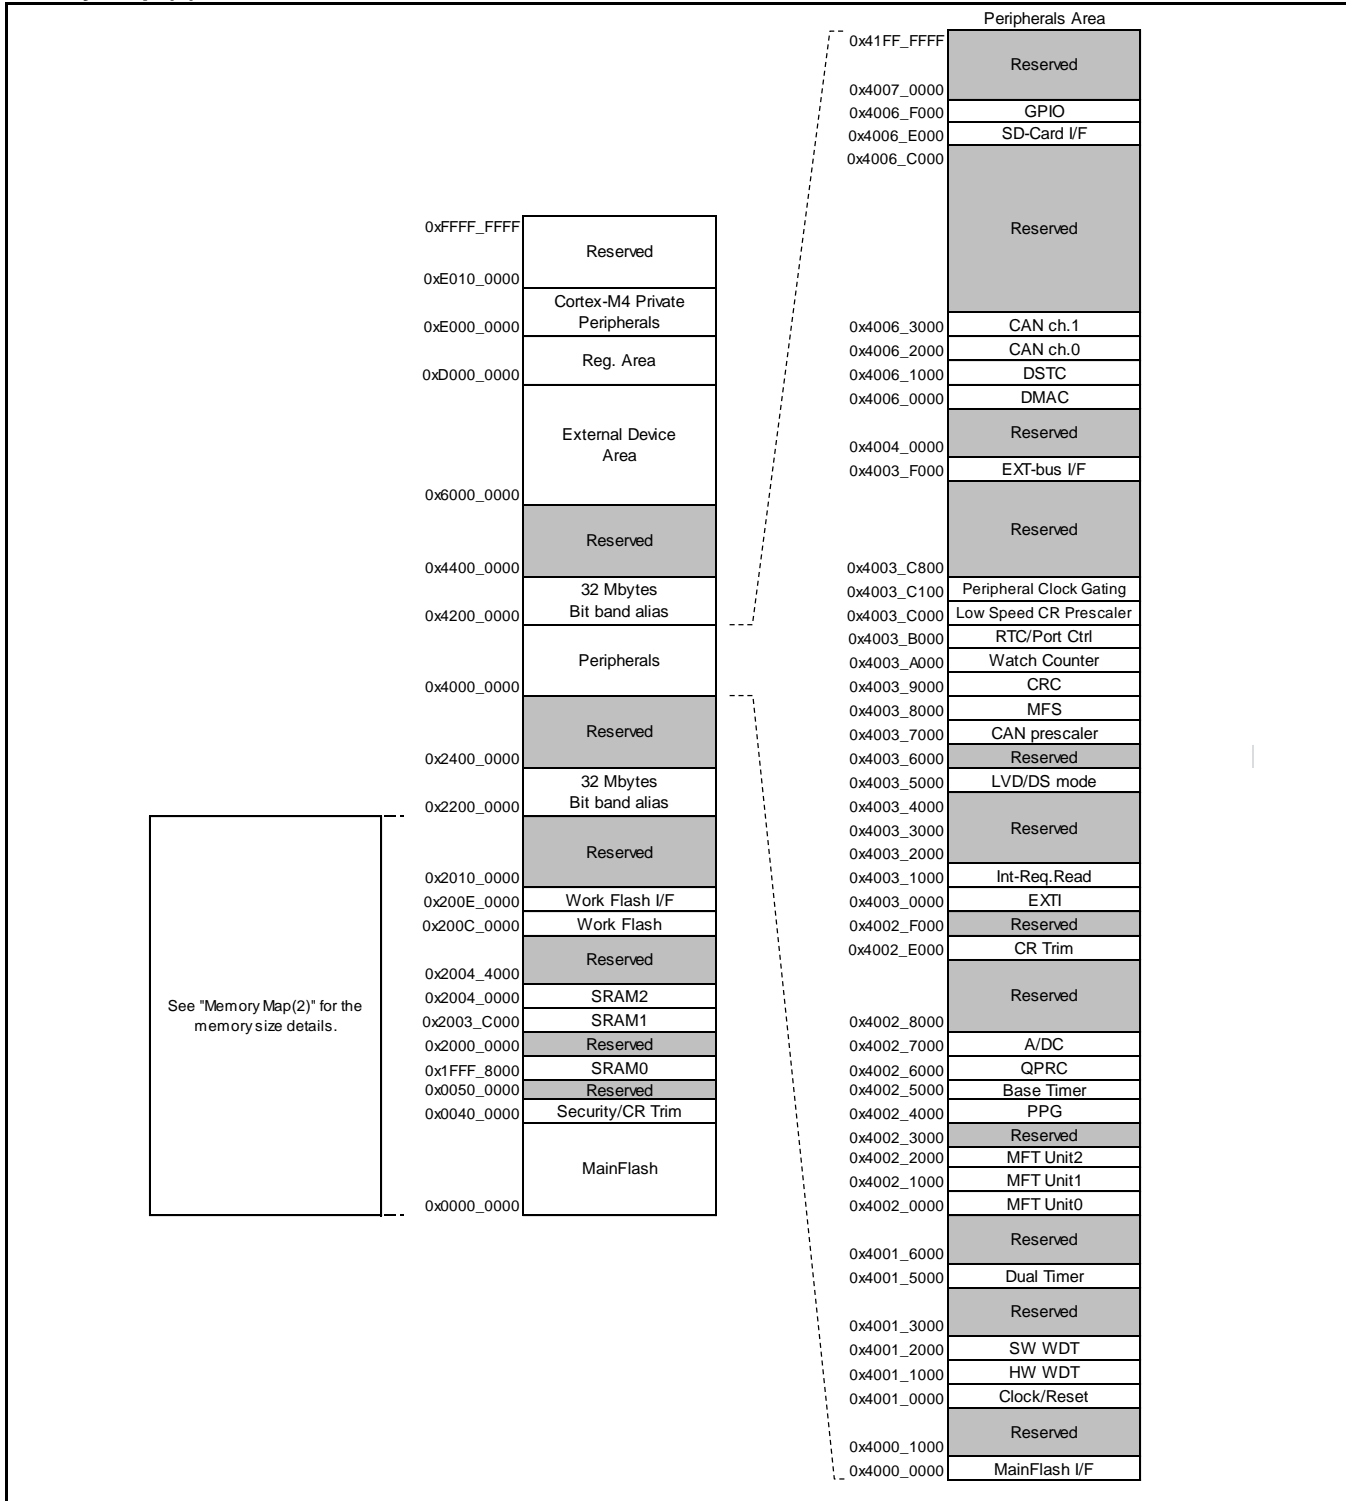 Peripherals Area
0x41FF_FFFF
Reserved
0x4007_0000
0x4006_F000 GPIO
0x4006_E000 SD-Card I/F
0x4006_C000
Reserved
0x4006_3000 CAN ch.1
0x4006_2000 CAN ch.0
0x4006_1000 DSTC
0x4006_0000 DMAC
Reserved
0x4004_0000
0x4003_F000 EXT-bus I/F
Reserved
0x4003_C800
0x4003_C100 Peripheral Clock Gating
0x4003_C000 Low Speed CR Prescaler
0x4003_B000 RTC/Port Ctrl
0x4003_A000 Watch Counter
0x4003_9000 CRC
0x4003_8000 MFS
0x4003_7000 CAN prescaler
0x4003_6000 Reserved
0x4003_5000 LVD/DS mode
0x4003_4000
0x4003_3000 Reserved
0x4003_2000
0x4003_1000 Int-Req.Read
0x4003_0000 EXTI
0x4002_F000 Reserved
0x4002_E000 CR Trim
Reserved
0x4002_8000
0x4002_7000 A/DC
0x4002_6000 QPRC
0x4002_5000 Base Timer
0x4002_4000 PPG
0x4002_3000 Reserved
0x4002_2000 MFT Unit2
0x4002_1000 MFT Unit1
0x4002_0000 MFT Unit0
Reserved
0x4001_6000
0x4001_5000 Dual Timer
Reserved
0x4001_3000
0x4001_2000 SW WDT
0x4001_1000 HW WDT
0x4001_0000 Clock/Reset
Reserved
0x4000_1000
0x4000_0000 MainFlash I/F
0xFFFF_FFFF
Reserved
0xE010_0000
Cortex-M4 Private
0xE000_0000 Peripherals
Reg. Area
0xD000_0000
External Device
Area
0x6000_0000
Reserved
0x4400_0000
32 Mbytes
0x4200_0000 Bit band alias
Peripherals
0x4000_0000
Reserved
0x2400_0000
32 Mbytes
0x2200_0000 Bit band alias
Reserved
0x2010_0000
0x200E_0000 Work Flash I/F
0x200C_0000 Work Flash
Reserved
0x2004_4000
0x2004_0000 SRAM2
0x2003_C000 SRAM1
0x2000_0000 Reserved
0x1FFF_8000 SRAM0
0x0050_0000 Reserved
0x0040_0000 Security/CR Trim
MainFlash
0x0000_0000
See "Memory Map(2)" for the
memory size details.